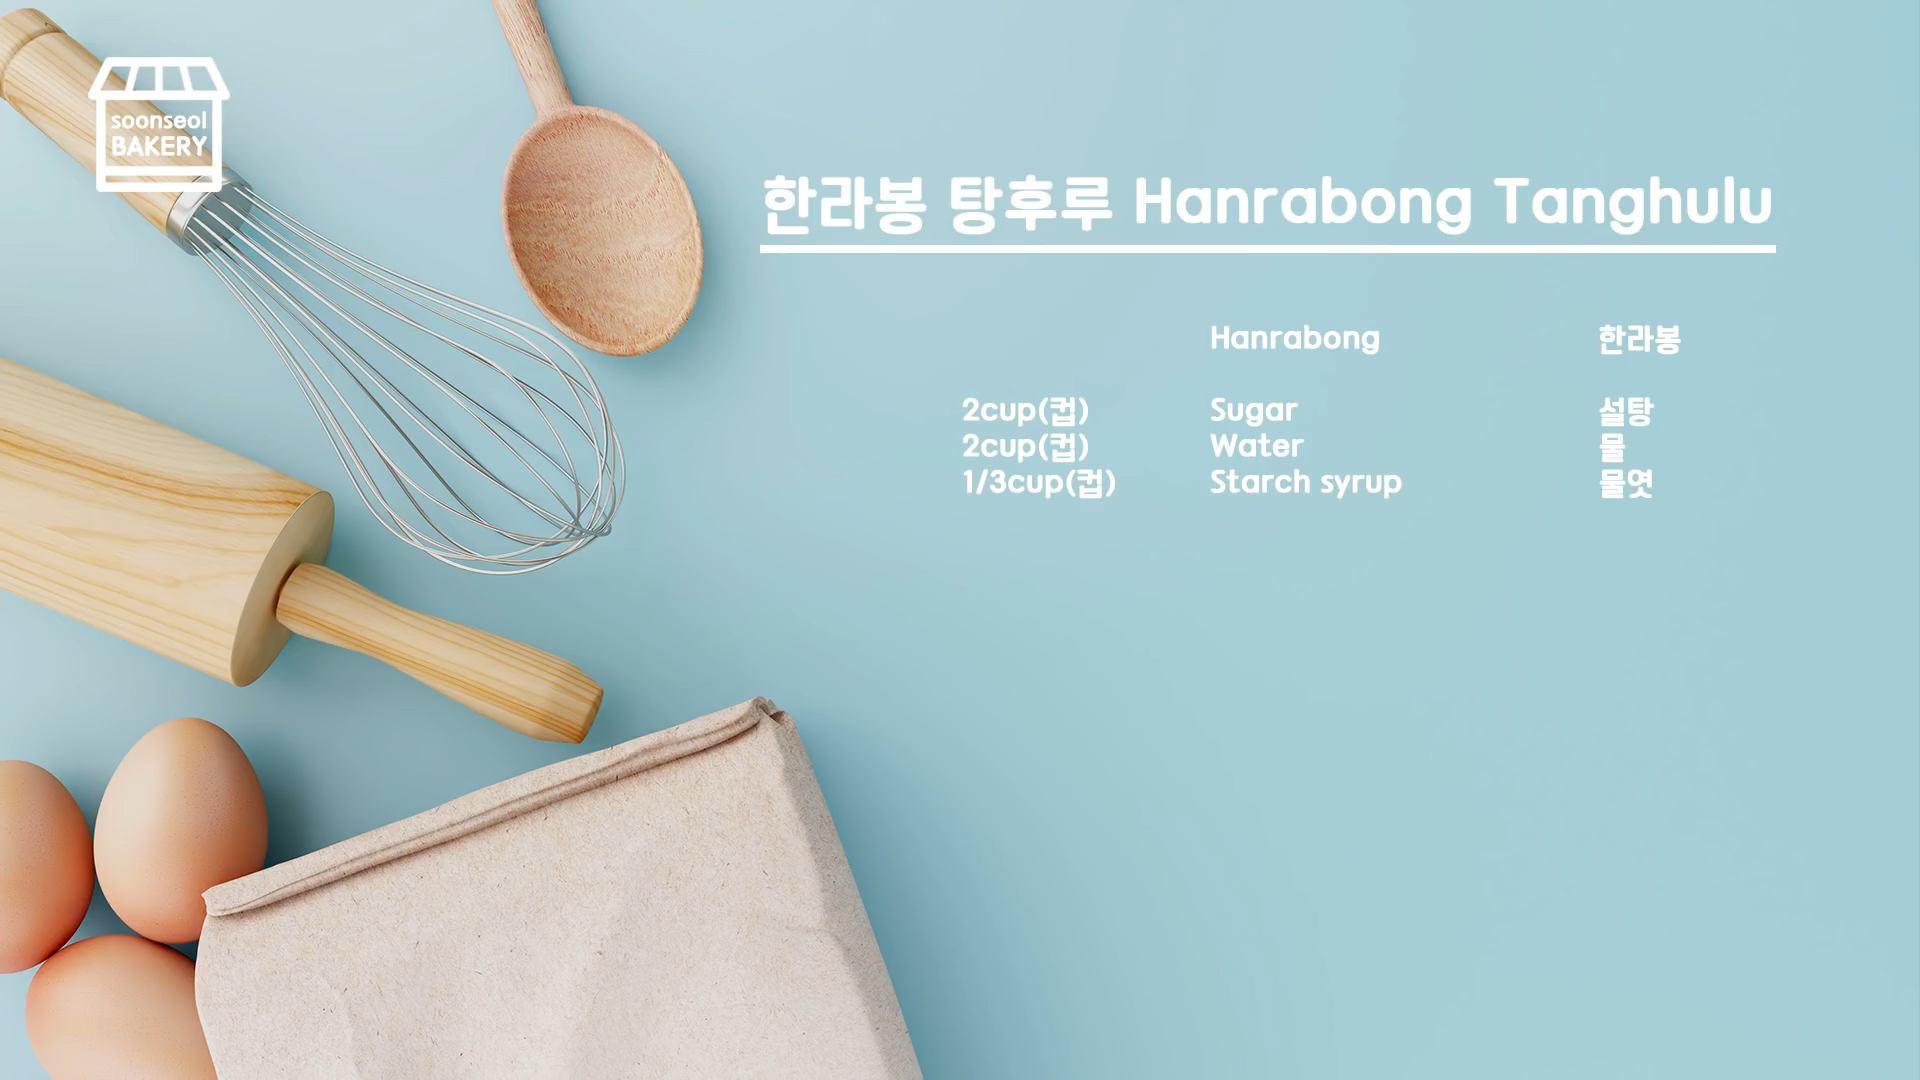 soonseol
BAKERY
한라봉 탕후루 Hanrabong Tanghulu
Hanrabong 한라봉
2cup(컵) Sugar 설탕
2cup(컵) Water 물
1/3cup(컵) Starch syrup 물엿